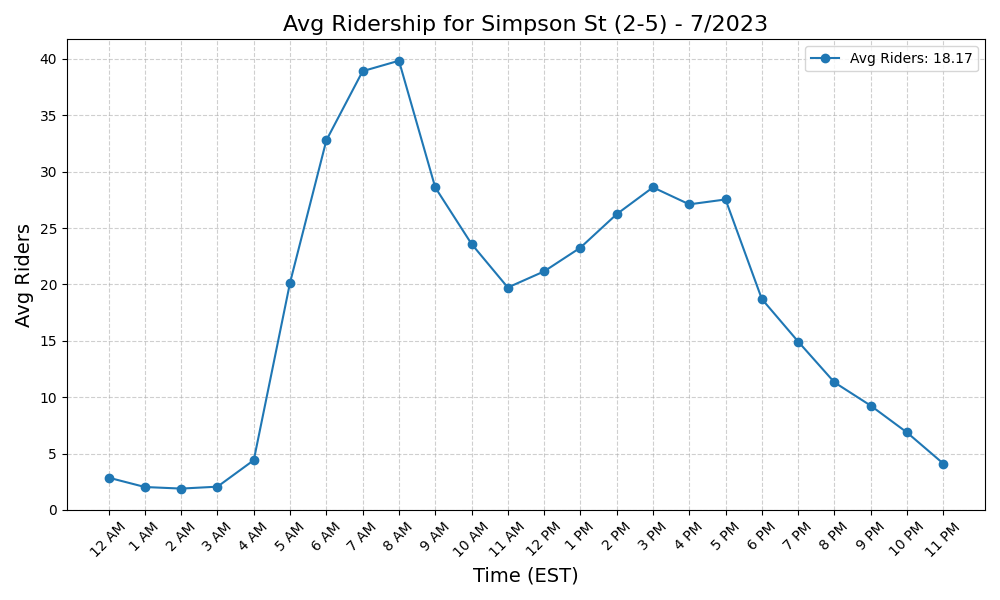 Avg Ridership for Simpson St (2-5) - 7/2023
Avg Riders: 18.17
Avg Riders
40
35
30
25
20
15
10
5
0
12 AM
1 AM
2 AM
3 AM
4 AM
5 AM
6 AM
7 AM
8 AM
9 AM
10 AM
11 AM
12 PM
1 PM
2 PM
3 PM
4 PM
5 PM
6 PM
7 PM
8 PM
9 PM
10 PM
11 PM
Time (EST)